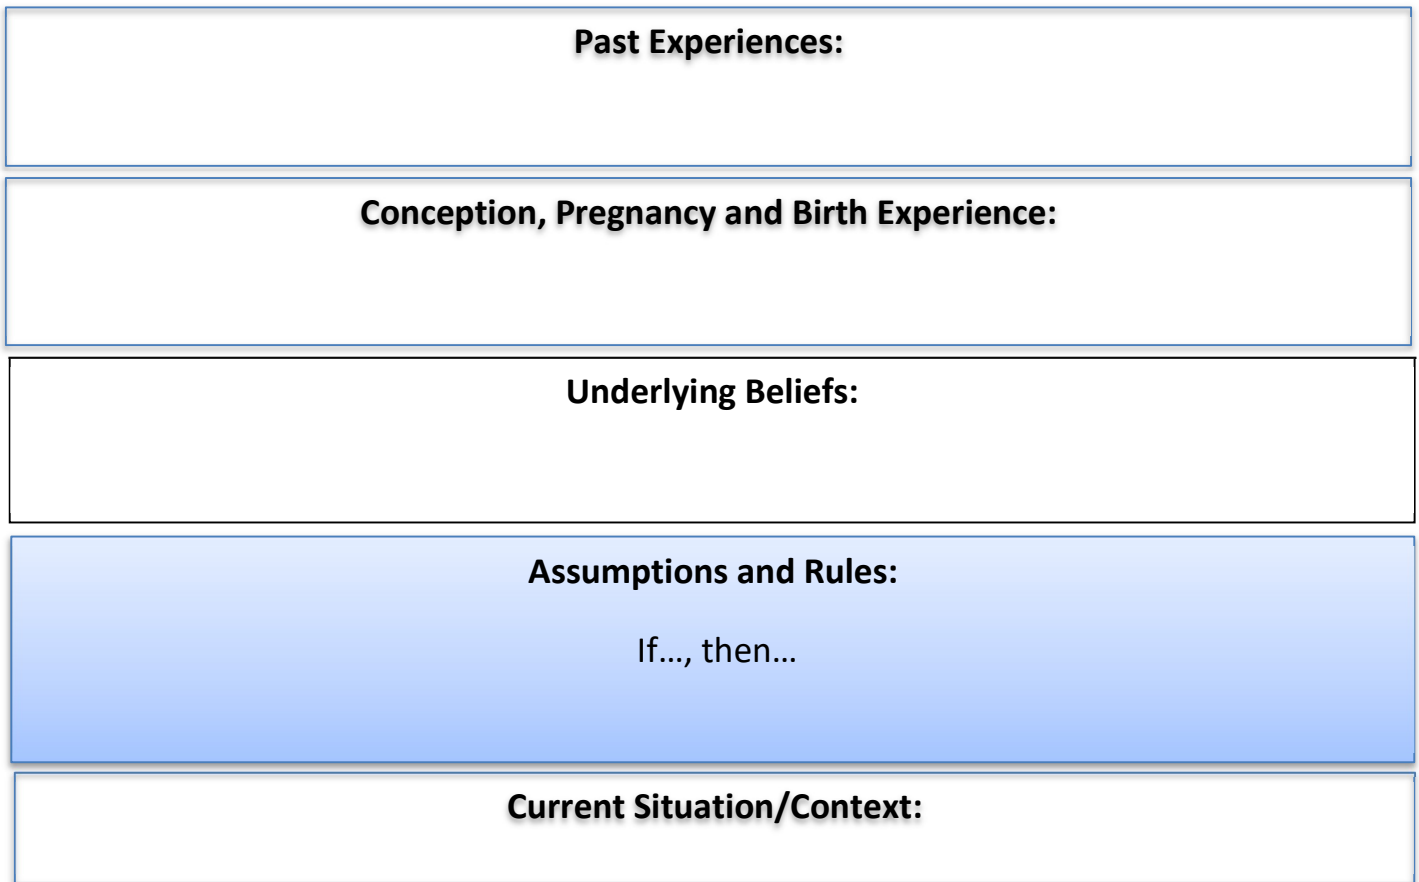 Past Experiences:
Conception, Pregnancy and Birth Experience:
Underlying Beliefs:
Assumptions and Rules:
If…, then…
Current Situation/Context: